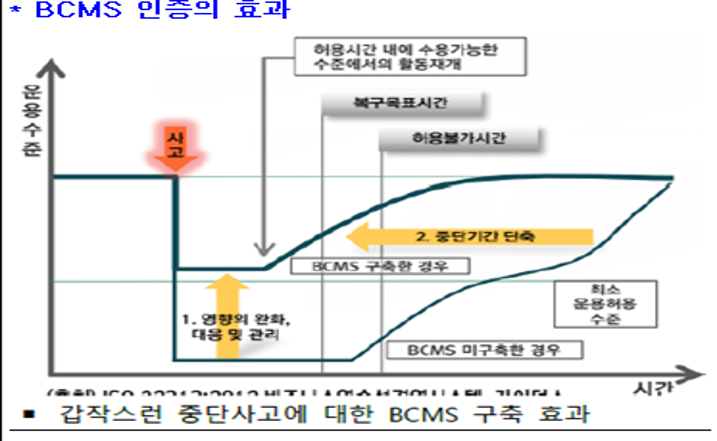 * BCMS 인증의 효과
허용시간 내에 수용가능한
수준에서의 활동재개
운용수준
복구목표시간
사고
허용불가시간
2. 중단기간 단축
BCMS 구축한 경우
최소
운용허용
수준
1. 영향의 완화,
대응 및 관리
BCMS 미구축한 경우
시간
■ 갑작스런 중단사고에 대한 BCMS 구축 효과